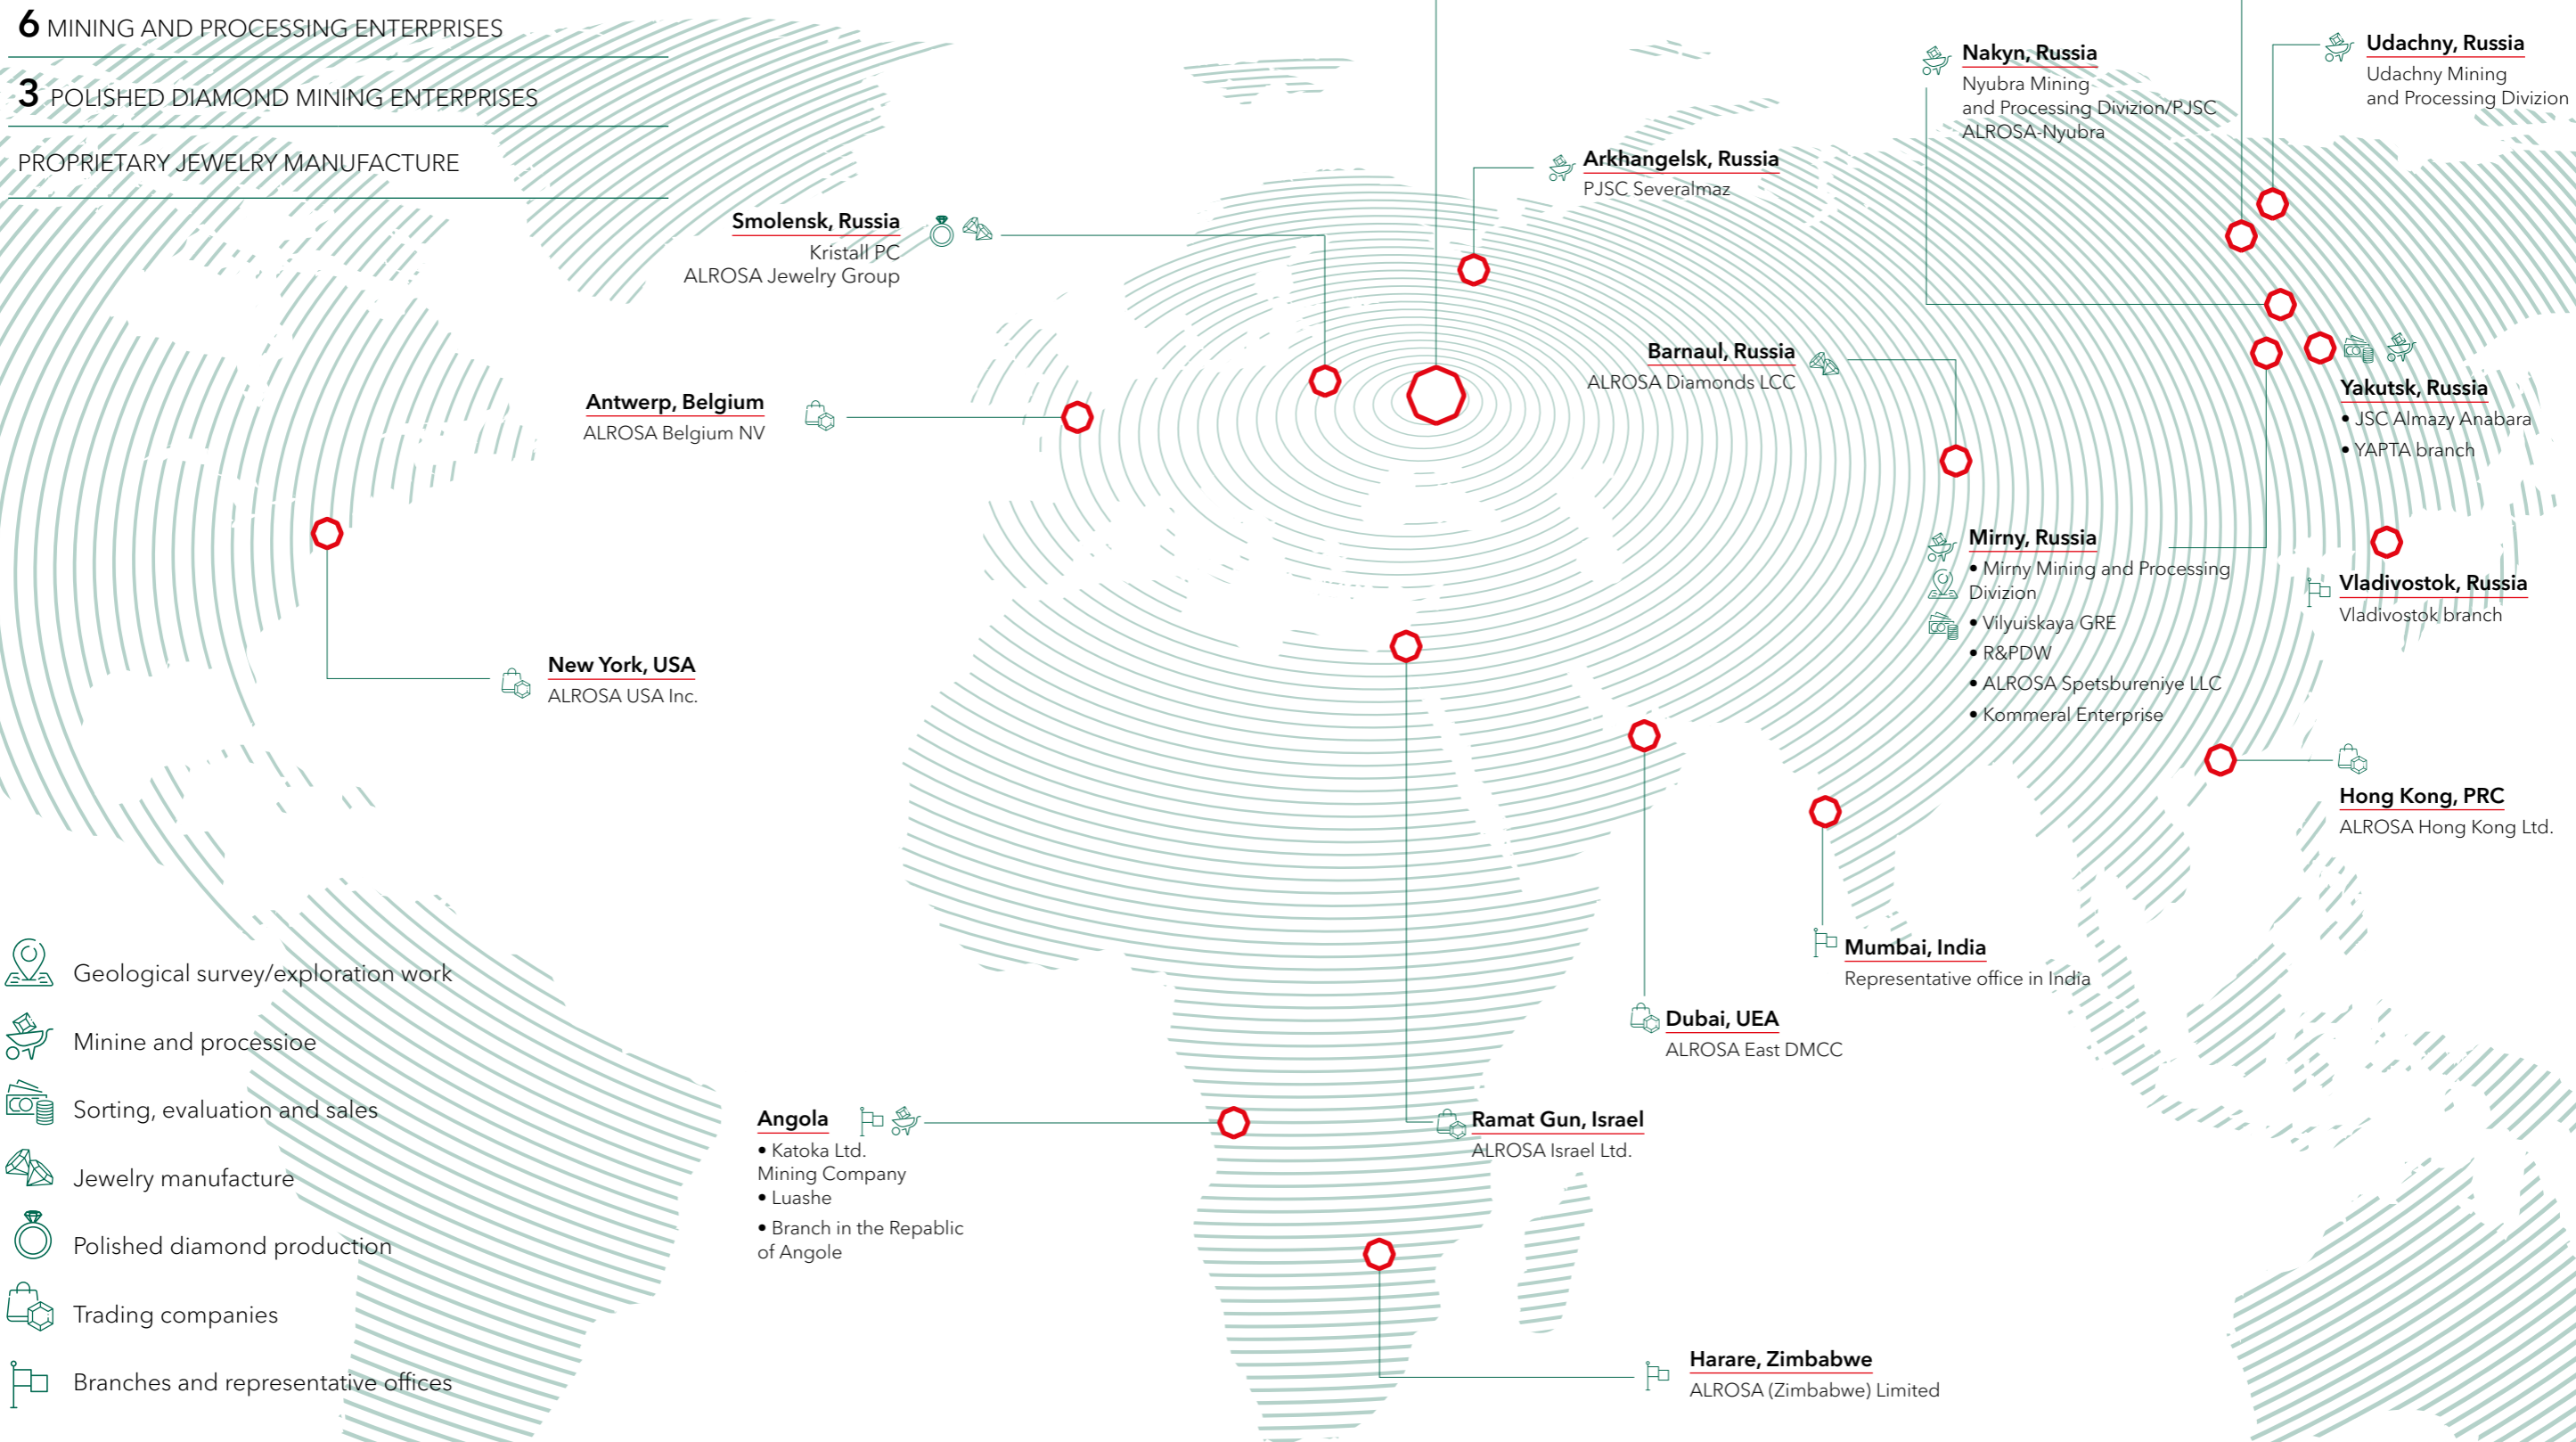 6 MINING AND PROCESSING ENTERPRISES
3 POLISHED DIAMOND MINING ENTERPRISES
PROPRIETARY JEWELRY MANUFACTURE
Nakyn, Russia
Nyubra Mining
and Processing Divizion/PJSC
ALROSA-Nyubra
Udachny, Russia
Udachny Mining
and Processing Divizion
Arkhangelsk, Russia
PJSC Severalmaz
Smolensk, Russia
Kristall PC
ALROSA Jewelry Group
Barnaul, Russia
ALROSA Diamonds LCC
Yakutsk, Russia
• JSC Almazy Anabara
• YAPTA branch
Antwerp, Belgium
ALROSA Belgium NV
Mirny, Russia
• Mirny Mining and Processing
Divizion
• Vilyuiskaya GRE
• R&PDW
• ALROSA Spetsbureniye LLC
• Kommeral Enterprise
Vladivostok, Russia
Vladivostok branch
New York, USA
ALROSA USA Inc.
Hong Kong, PRC
ALROSA Hong Kong Ltd.
Mumbai, India
Representative office in India
Dubai, UEA
ALROSA East DMCC
Angola
• Katoka Ltd.
Mining Company
• Luashe
• Branch in the Repablic
of Angole
Ramat Gun, Israel
ALROSA Israel Ltd.
Harare, Zimbabwe
ALROSA (Zimbabwe) Limited
Geological survey/exploration work
Minine and processioe
Sorting, evaluation and sales
Jewelry manufacture
Polished diamond production
Trading companies
Branches and representative offices